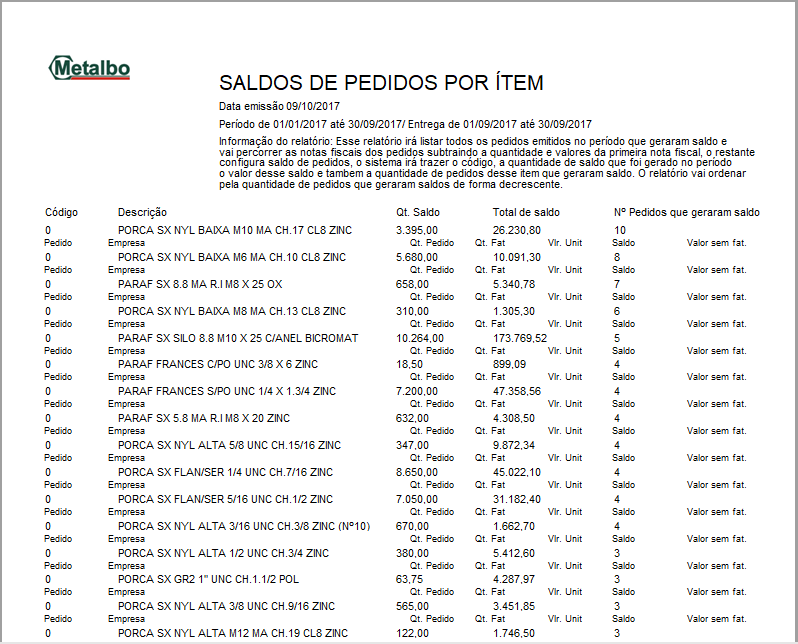 Metalbo
SALDOS DE PEDIDOS POR ÍTEM
Data emissão 09/10/2017
Período de 01/01/2017 até 30/09/2017/ Entrega de 01/09/2017 até 30/09/2017
Informação do relatório: Esse relatório irá listar todos os pedidos emitidos no período que geraram saldo e
vai percorrer as notas fiscais dos pedidos subtraindo a quantidade e valores da primeira nota fiscal, o restante
configura saldo de pedidos, o sistema irá trazer o código, a quantidade de saldo que foi gerado no período
o valor desse saldo e tambem a quantidade de pedidos desse item que geraram saldo. O relatório vai ordenar
pela quantidade de pedidos que geraram saldos de forma decrescente.
Código Descrição Qt. Saldo Total de saldo Nº Pedidos que geraram saldo
0 PORCA SX NYL BAIXA M10 MA CH.17 CL8 ZINC 3.395,00 26.230,80 10
Pedido Empresa Qt. Pedido Qt. Fat Vlr. Unit Saldo Valor sem fat.
0 PORCA SX NYL BAIXA M6 MA CH.10 CL8 ZINC 5.680,00 10.091,30 8
Pedido Empresa Qt. Pedido Qt. Fat Vlr. Unit Saldo Valor sem fat.
0 PARAF SX 8.8 MA R.I M8 X 25 OX 658,00 5.340,78 7
Pedido Empresa Qt. Pedido Qt. Fat Vlr. Unit Saldo Valor sem fat.
0 PORCA SX NYL BAIXA M8 MA CH.13 CL8 ZINC 310,00 1.305,30 6
Pedido Empresa Qt. Pedido Qt. Fat Vlr. Unit Saldo Valor sem fat.
0 PARAF SX SILO 8.8 M10 X 25 C/ANEL BICROMAT 10.264,00 173.769,52 5
Pedido Empresa Qt. Pedido Qt. Fat Vlr. Unit Saldo Valor sem fat.
0 PARAF FRANCES C/PO UNC 3/8 X 6 ZINC 18,50 899,09 4
Pedido Empresa Qt. Pedido Qt. Fat Vlr. Unit Saldo Valor sem fat.
0 PARAF FRANCES S/PO UNC 1/4 X 1.3/4 ZINC 7.200,00 47.358,56 4
Pedido Empresa Qt. Pedido Qt. Fat Vlr. Unit Saldo Valor sem fat.
0 PARAF SX 5.8 MA R.I M8 X 20 ZINC 632,00 4.308,50 4
Pedido Empresa Qt. Pedido Qt. Fat Vlr. Unit Saldo Valor sem fat.
0 PORCA SX NYL ALTA 5/8 UNC CH.15/16 ZINC 347,00 9.872,34 4
Pedido Empresa Qt. Pedido Qt. Fat Vlr. Unit Saldo Valor sem fat.
0 PORCA SX FLAN/SER 1/4 UNC CH.7/16 ZINC 8.650,00 45.022,10 4
Pedido Empresa Qt. Pedido Qt. Fat Vlr. Unit Saldo Valor sem fat.
0 PORCA SX FLAN/SER 5/16 UNC CH.1/2 ZINC 7.050,00 31.182,40 4
Pedido Empresa Qt. Pedido Qt. Fat Vlr. Unit Saldo Valor sem fat.
0 PORCA SX NYL ALTA 3/16 UNC CH.3/8 ZINC (Nº10) 670,00 1.662,70 4
Pedido Empresa Qt. Pedido Qt. Fat Vlr. Unit Saldo Valor sem fat.
0 PORCA SX NYL ALTA 1/2 UNC CH.3/4 ZINC 380,00 5.412,60 3
Pedido Empresa Qt. Pedido Qt. Fat Vlr. Unit Saldo Valor sem fat.
0 PORCA SX GR2 1" UNC CH.1.1/2 POL 63,75 4.287,97 3
Pedido Empresa Qt. Pedido Qt. Fat Vlr. Unit Saldo Valor sem fat.
0 PORCA SX NYL ALTA 3/8 UNC CH.9/16 ZINC 565,00 3.451,85 3
Pedido Empresa Qt. Pedido Qt. Fat Vlr. Unit Saldo Valor sem fat.
0 PORCA SX NYL ALTA M12 MA CH.19 CL8 ZINC 122,00 1.746,50 3